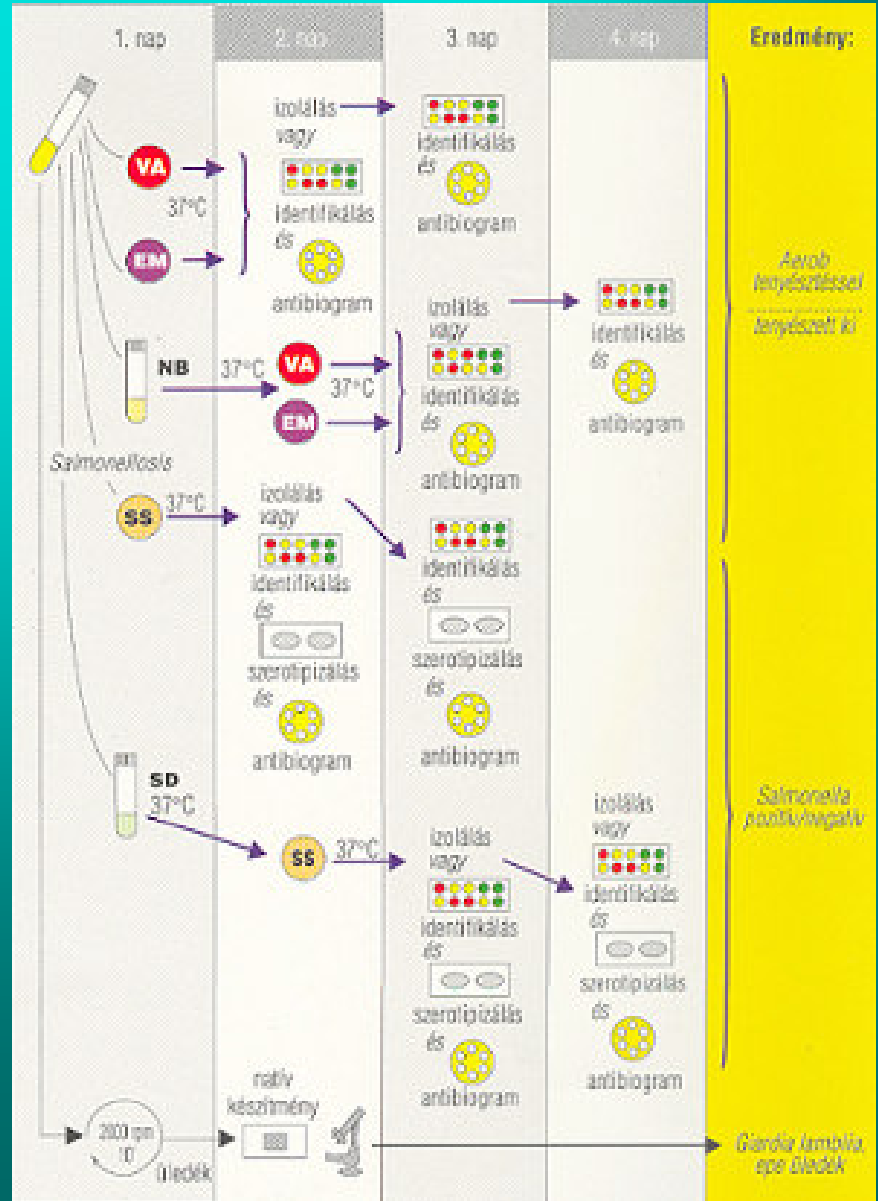 1. nap
2. nap
3. nap
4. nap
Eredmény:
VA
37°C
EM
izolálás
vagy
identifikálás
és
antibiogram
identifikálás
és
antibiogram
NB
37°C
VA
37°C
EM
izolálás
vagy
identifikálás
és
antibiogram
identifikálás
és
antibiogram
Aerob
tenyésztéssel
tenyészett ki
Salmonellosis
SS
37°C
izolálás
vagy
identifikálás
és
szerotipizálás
és
antibiogram
identifikálás
és
szerotipizálás
és
antibiogram
SD
37°C
SS
37°C
izolálás
vagy
identifikálás
és
szerotipizálás
és
antibiogram
izolálás
vagy
identifikálás
és
szerotipizálás
és
antibiogram
Salmonella
pozitív/negatív
rpm
10'
üledék
natív
készítmény
Giardia lamblia,
epe üledék